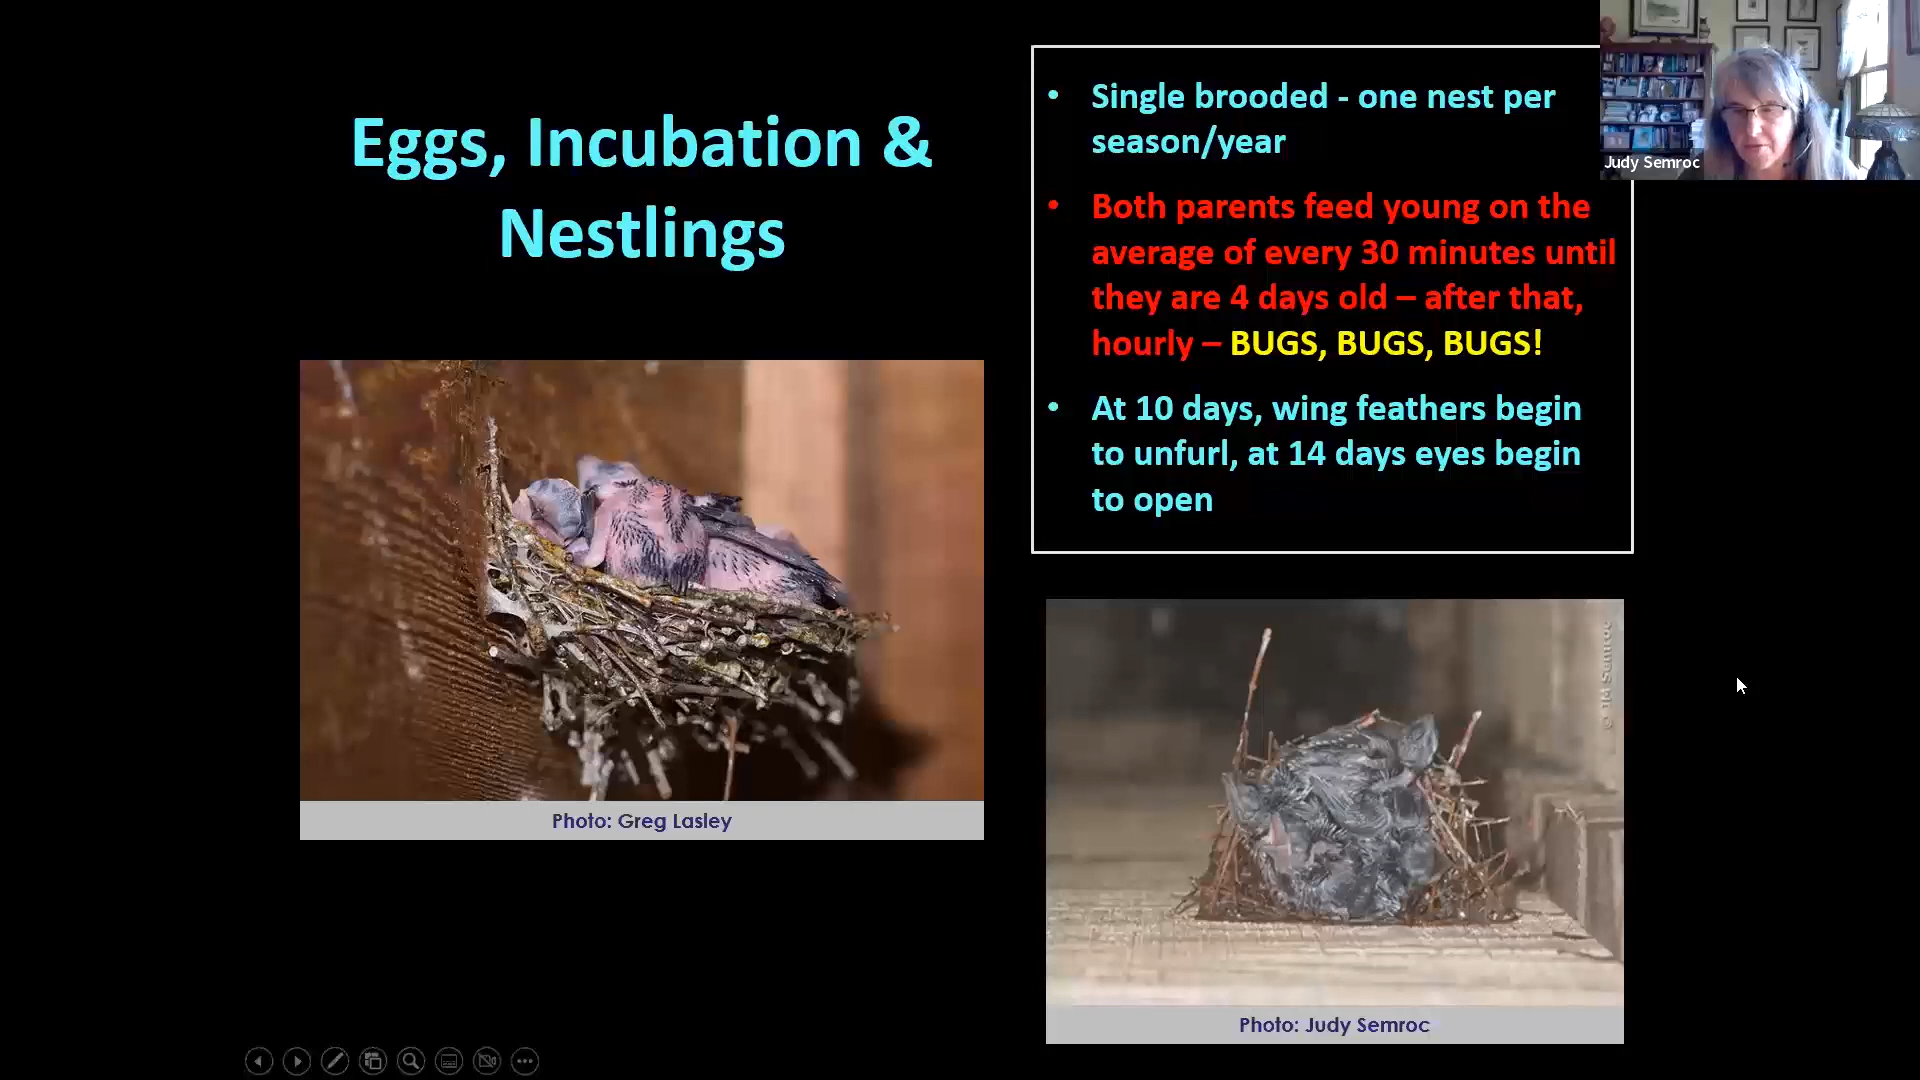 Eggs, Incubation &
Nestlings
• Single brooded - one nest per
season/year
• Both parents feed young on the
average of every 30 minutes until
they are 4 days old – after that,
hourly – BUGS, BUGS, BUGS!
• At 10 days, wing feathers begin
to unfurl, at 14 days eyes begin
to open
Judy Semroc
Photo: Greg Lasley
© JM Semroc
Photo: Judy Semroc